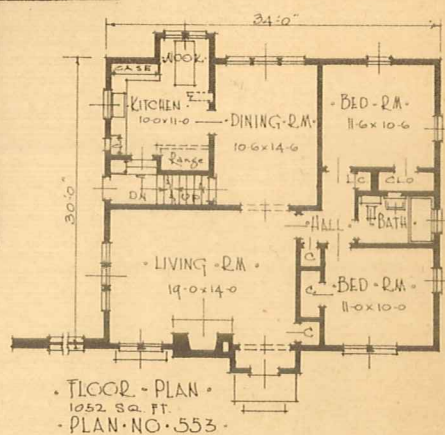 34'-0"
NOOK
CASE
KITCHEN
10-0x11-0
DINING-RM.
10-6x14-6
BED-RM
11-6x10-6
Range
C
LC
CLO
30'-0"
DN
UP
HALL
BATH
LIVING RM
19-0x14-0
C
C
BED-RM
11-0x10-0
C
FLOOR-PLAN
1052 SQ. FT.
PLAN-NO-553